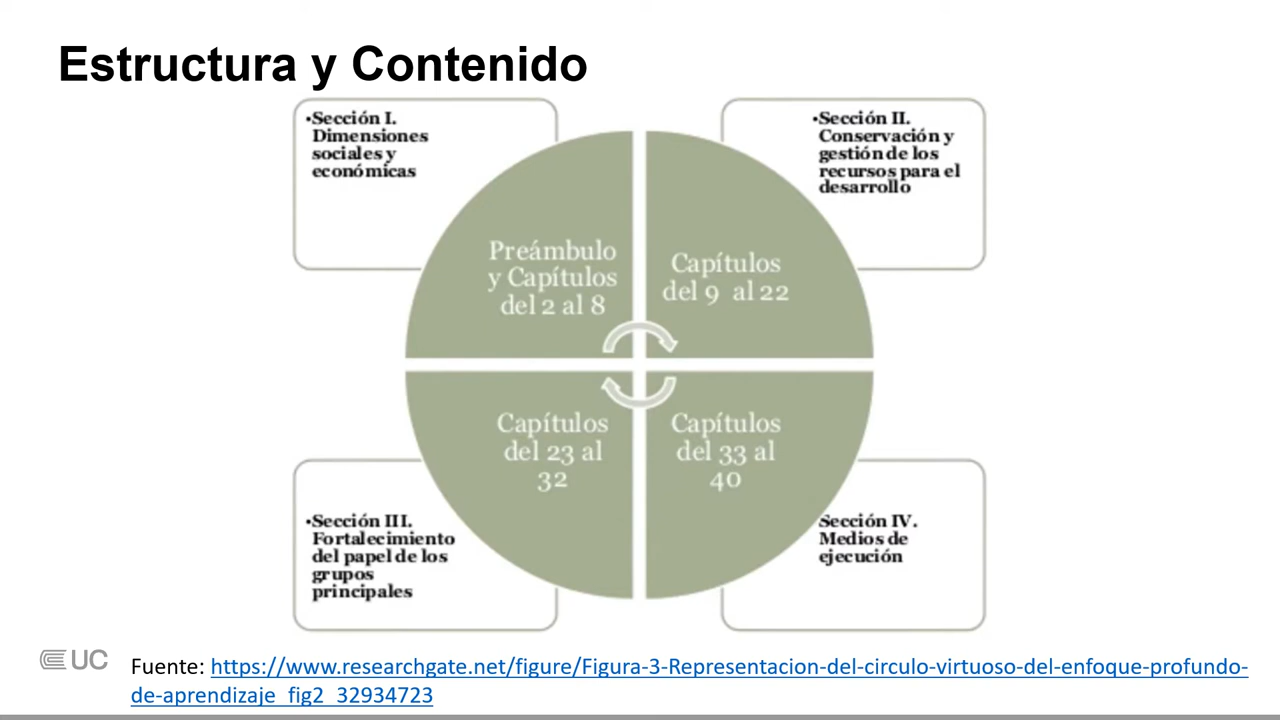 Estructura y Contenido
•Sección I.
Dimensiones
sociales y
económicas
•Sección II.
Conservación y
gestión de los
recursos para el
desarrollo
Preámbulo
y Capítulos
del 2 al 8
Capítulos
del 9 al 22
Capítulos
del 23 al
32
Capítulos
del 33 al
40
•Sección III.
Fortalecimiento
del papel de los
grupos
principales
Sección IV.
Medios de
ejecución
UC
Fuente: https://www.researchgate.net/figure/Figura-3-Representacion-del-circulo-virtuoso-del-enfoque-profundo-
de-aprendizaje_fig2_32934723